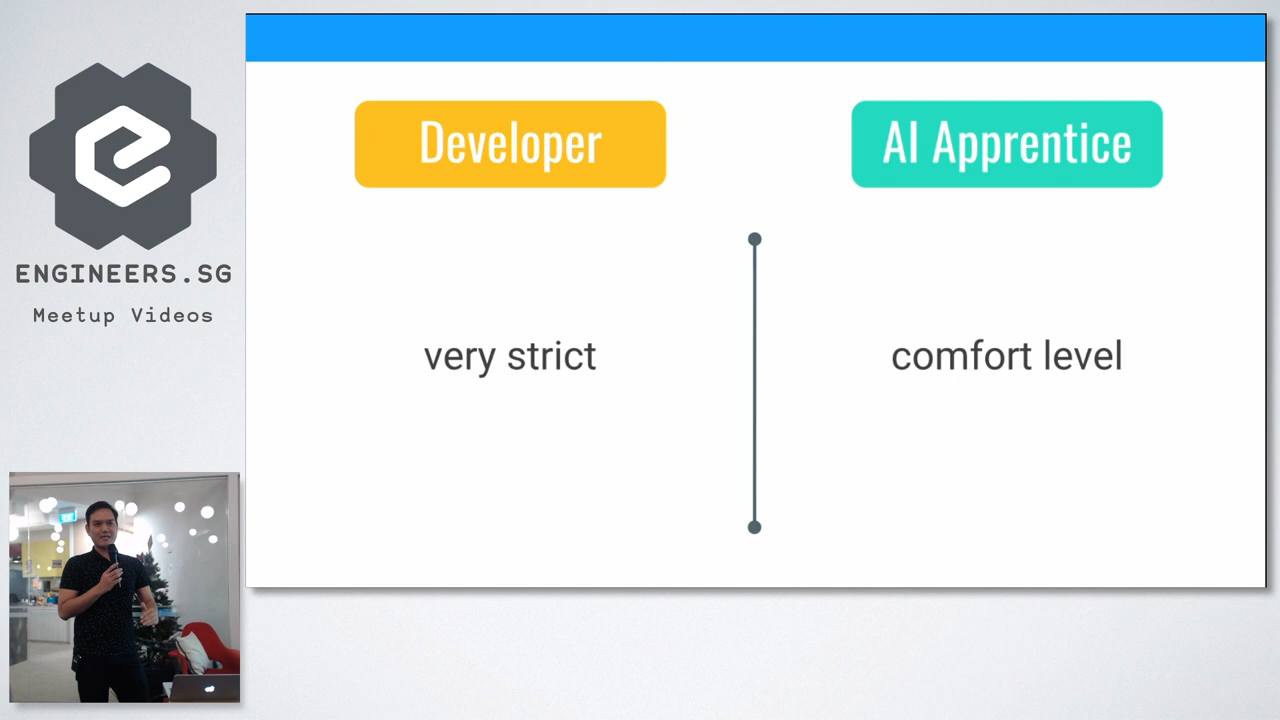 ENGINEERS.SG
Meetup Videos
Developer
AI Apprentice
very strict
comfort level